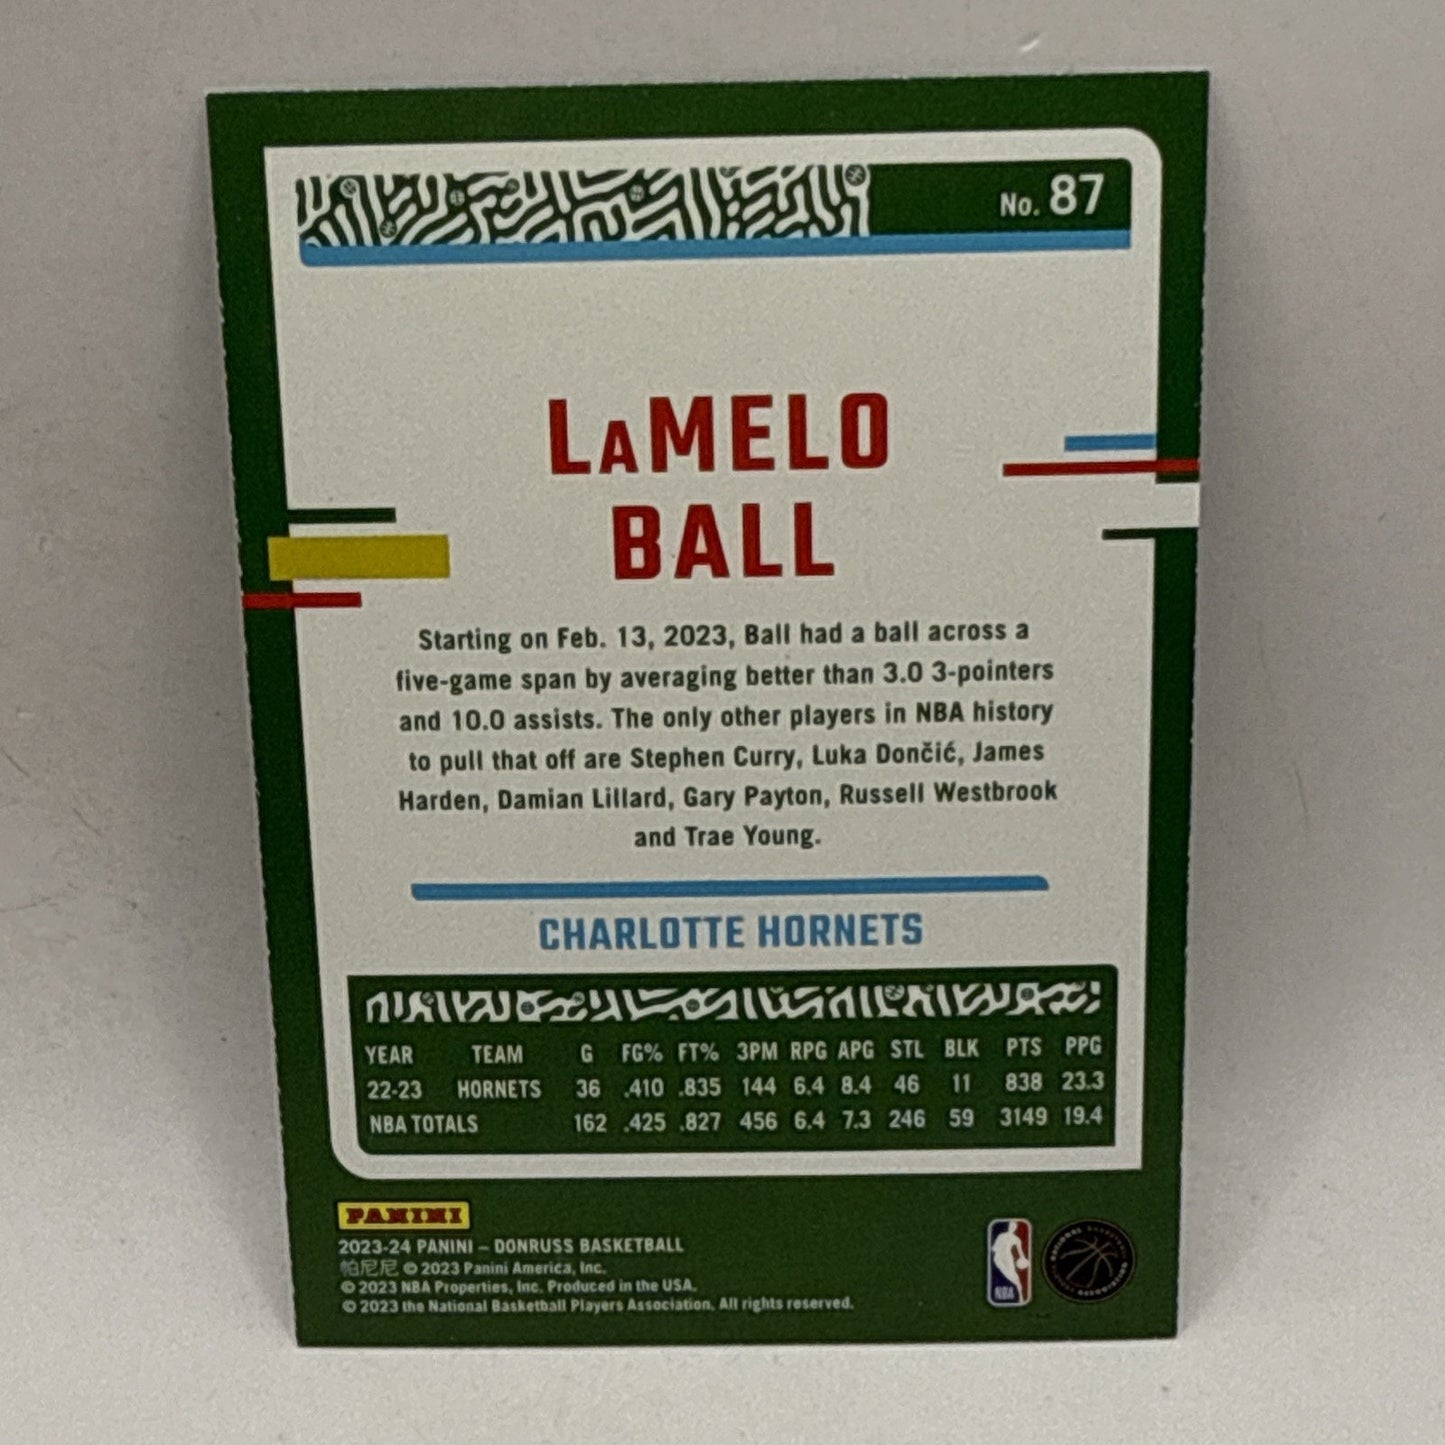 No. 87
LaMELO
BALL
Starting on Feb. 13, 2023, Ball had a ball across a
five-game span by averaging better than 3.0 3-pointers
and 10.0 assists. The only other players in NBA history
to pull that off are Stephen Curry, Luka Dončić, James
Harden, Damian Lillard, Gary Payton, Russell Westbrook
and Trae Young.
CHARLOTTE HORNETS
YEAR TEAM G FG% FT% 3PM RPG APG STL BLK PTS PPG
22-23 HORNETS 36 .410 .835 144 6.4 8.4 46 11 838 23.3
NBA TOTALS 162 .425 .827 456 6.4 7.3 246 59 3149 19.4
PANINI
2023-24 PANINI – DONRUSS BASKETBALL
帕尼尼 © 2023 Panini America, Inc.
© 2023 NBA Properties, Inc. Produced in the USA.
© 2023 the National Basketball Players Association. All rights reserved.
NBA